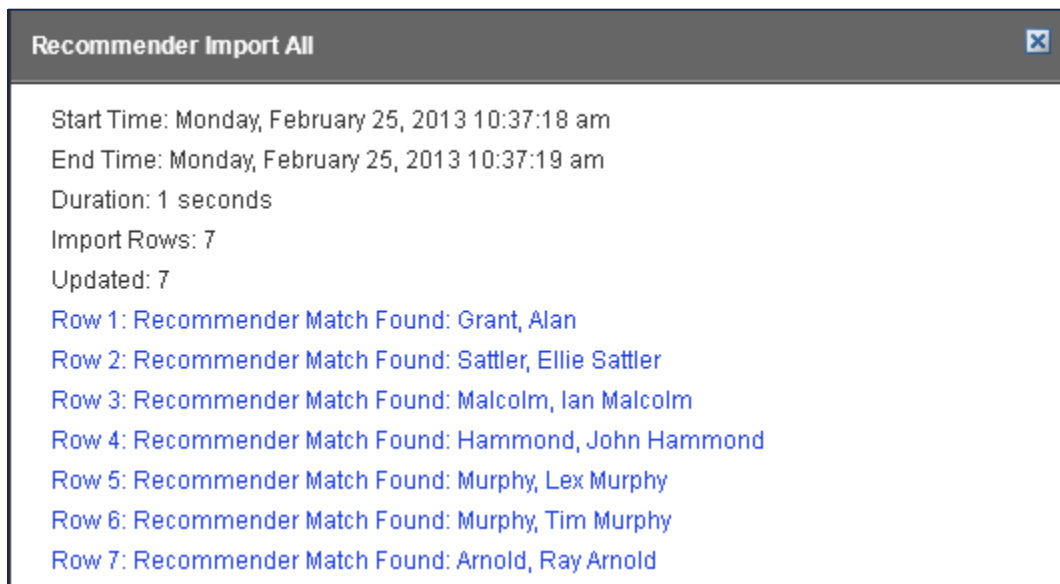 Recommender Import All
Start Time: Monday, February 25, 2013 10:37:18 am
End Time: Monday, February 25, 2013 10:37:19 am
Duration: 1 seconds
Import Rows: 7
Updated: 7
Row 1: Recommender Match Found: Grant, Alan
Row 2: Recommender Match Found: Sattler, Ellie Sattler
Row 3: Recommender Match Found: Malcolm, Ian Malcolm
Row 4: Recommender Match Found: Hammond, John Hammond
Row 5: Recommender Match Found: Murphy, Lex Murphy
Row 6: Recommender Match Found: Murphy, Tim Murphy
Row 7: Recommender Match Found: Arnold, Ray Arnold